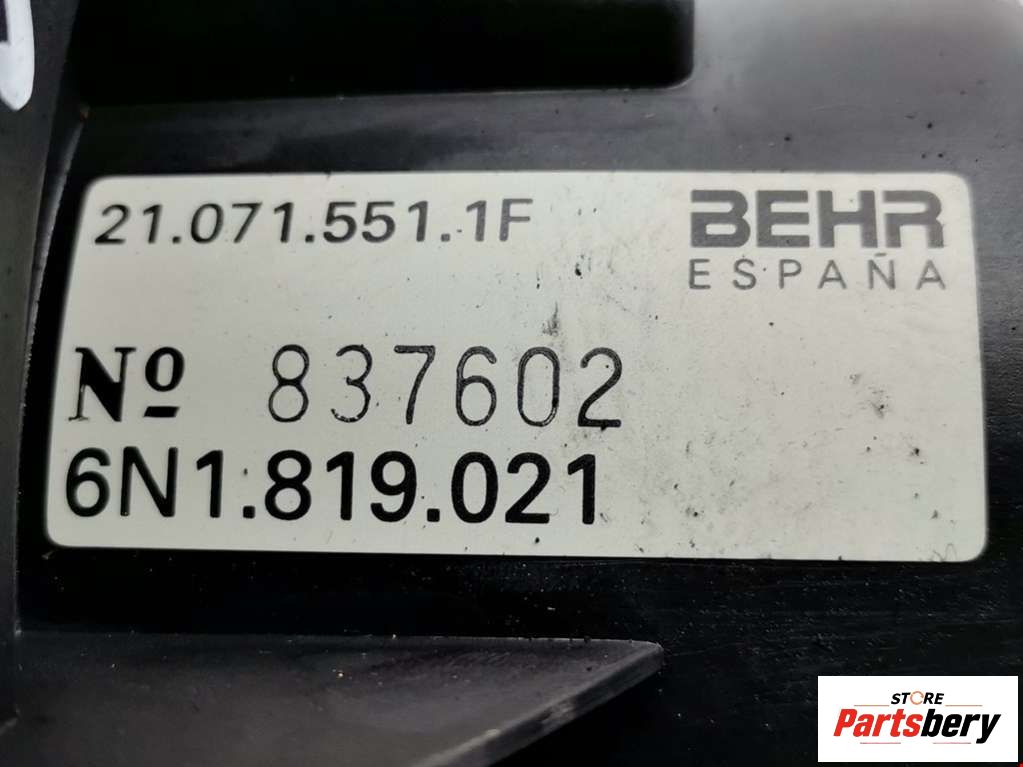 21.071.551.1F
BEHR
ESPAÑA
Nº 837602
6N1.819.021
STORE
Partsbery